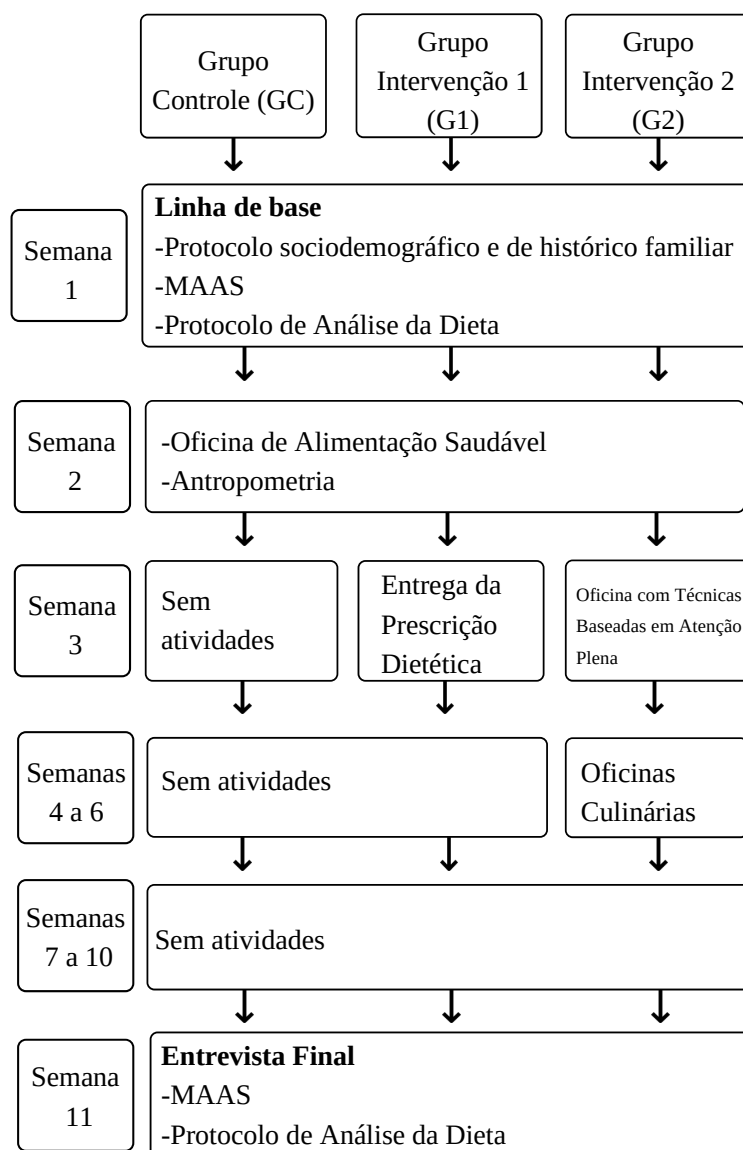 Grupo
Controle (GC)
Grupo
Intervenção 1
(G1)
Grupo
Intervenção 2
(G2)
Semana
1
Linha de base
-Protocolo sociodemográfico e de histórico familiar
-MAAS
-Protocolo de Análise da Dieta
Semana
2
-Oficina de Alimentação Saudável
-Antropometria
Semana
3
Sem
atividades
Entrega da
Prescrição
Dietética
Oficina com Técnicas
Baseadas em Atenção
Plena
Semanas
4 a 6
Sem atividades
Oficinas
Culinárias
Semanas
7 a 10
Sem atividades
Semana
11
Entrevista Final
-MAAS
-Protocolo de Análise da Dieta